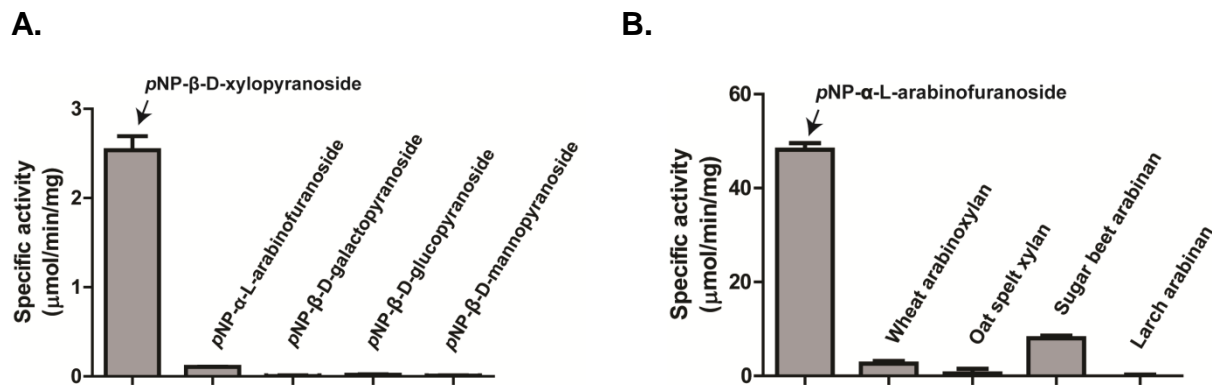 A.
pNP-β-D-xylopyranoside
3
2
1
0
Specific activity
(μmol/min/mg)
pNP-α-L-arabinofuranoside
pNP-β-D-galactopyranoside
pNP-β-D-glucopyranoside
pNP-β-D-mannopyranoside
B.
pNP-α-L-arabinofuranoside
60
40
20
0
Specific activity
(μmol/min/mg)
Wheat arabinoxylan
Oat spelt xylan
Sugar beet arabinan
Larch arabinan